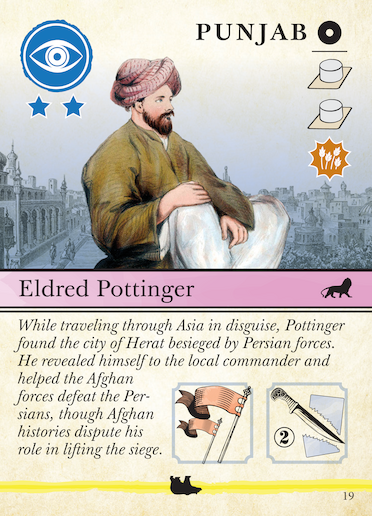 PUNJAB
Eldred Pottinger
While traveling through Asia in disguise, Pottinger
found the city of Herat besieged by Persian forces.
He revealed himself to the local commander and
helped the Afghan
forces defeat the Per-
sians, though Afghan
histories dispute his
role in lifting the siege.
2
19